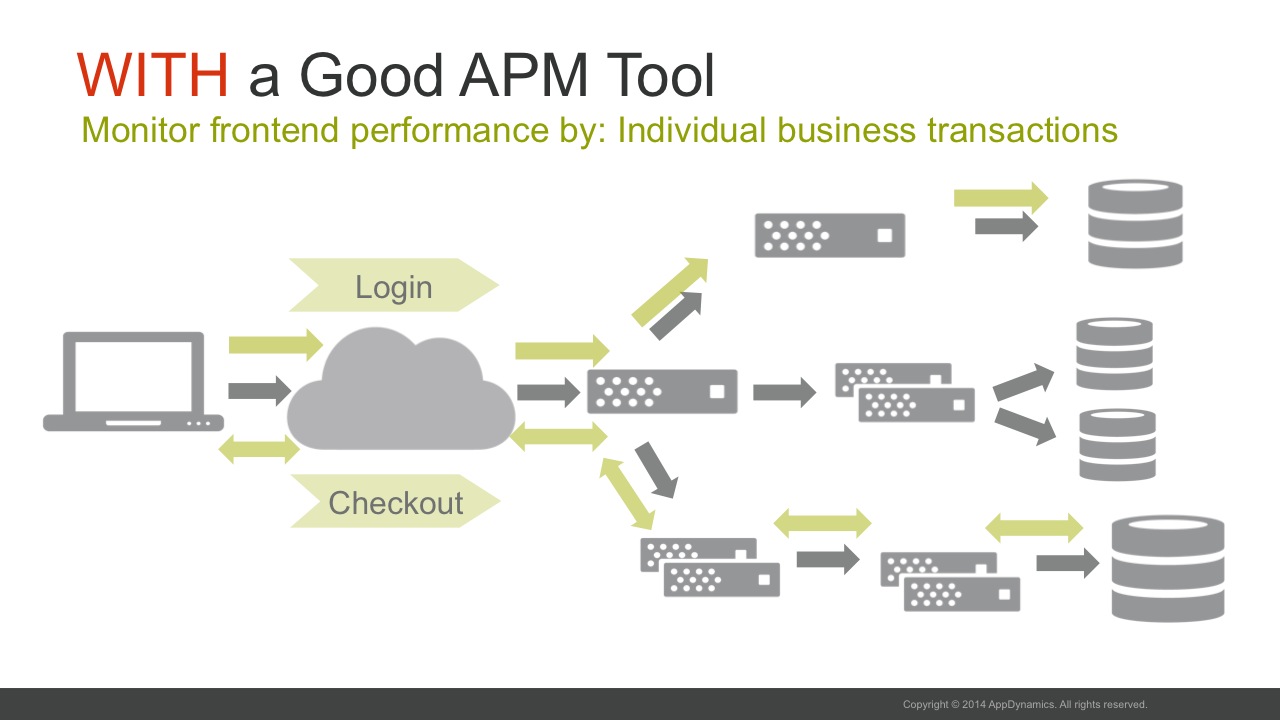 WITH a Good APM Tool
Monitor frontend performance by: Individual business transactions
Login
Checkout
Copyright © 2014 AppDynamics. All rights reserved.